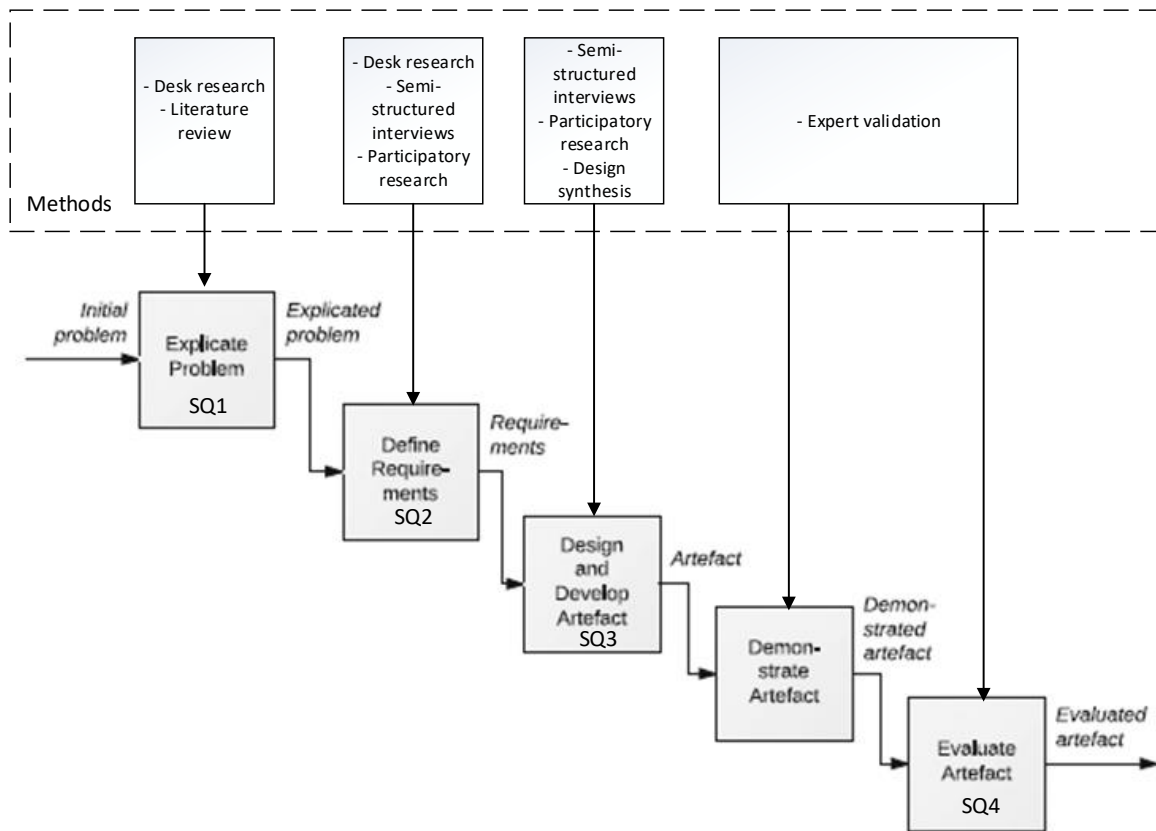 - Desk research
- Literature
review
- Desk research
- Semi-
structured
interviews
- Participatory
research
- Semi-
structured
interviews
- Participatory
research
- Design
synthesis
- Expert validation
Methods
Initial
problem
Explicate
Problem
SQ1
Explicated
problem
Define
Require-
ments
SQ2
Require-
ments
Design
and
Develop
Artefact
SQ3
Artefact
Demon-
strate
Artefact
Demon-
strated
artefact
Evaluate
Artefact
SQ4
Evaluated
artefact